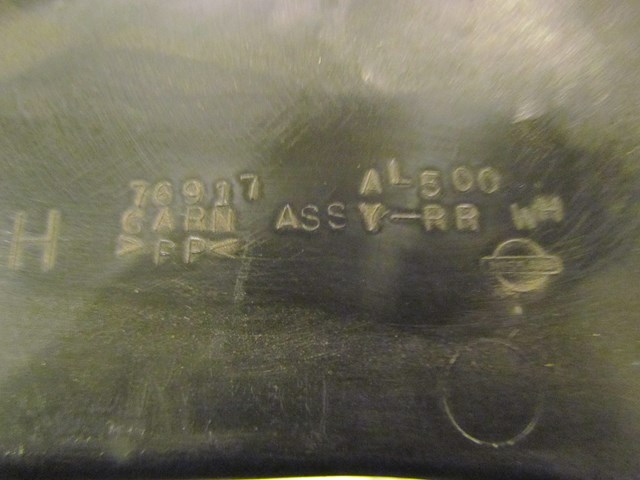 H
76917 AL500
GARN ASSY-RR WH
>PP<